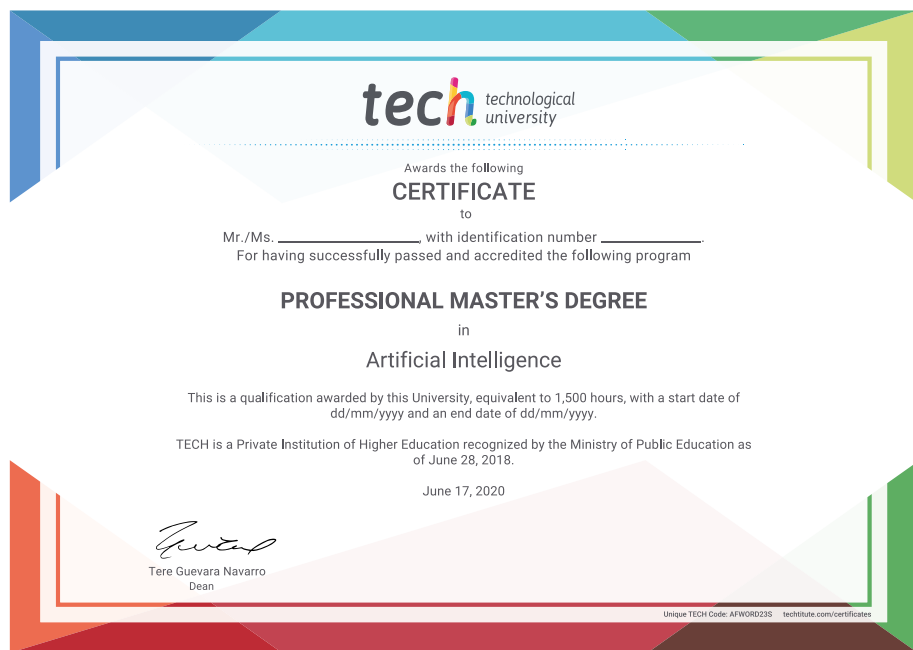 tech technological
university
Awards the following
CERTIFICATE
to
Mr./Ms. ____________________, with identification number ______________.
For having successfully passed and accredited the following program
PROFESSIONAL MASTER'S DEGREE
in
Artificial Intelligence
This is a qualification awarded by this University, equivalent to 1,500 hours, with a start date of
dd/mm/yyyy and an end date of dd/mm/yyyy.
TECH is a Private Institution of Higher Education recognized by the Ministry of Public Education as
of June 28, 2018.
June 17, 2020
Tere Guevara Navarro
Dean
Unique TECH Code: AFWORD23S techtitute.com/certificates